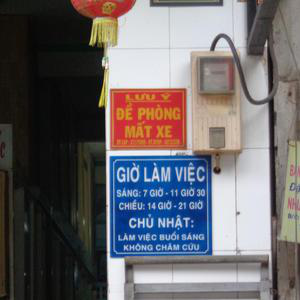 LƯU Ý
ĐỀ PHÒNG
MẤT XE
GIỜ LÀM VIỆC
SÁNG: 7 GIỜ - 11 GIỜ 30
CHIỀU: 14 GIỜ - 21 GIỜ
CHỦ NHẬT:
LÀM VIỆC BUỔI SÁNG
KHÔNG CHÂM CỨU